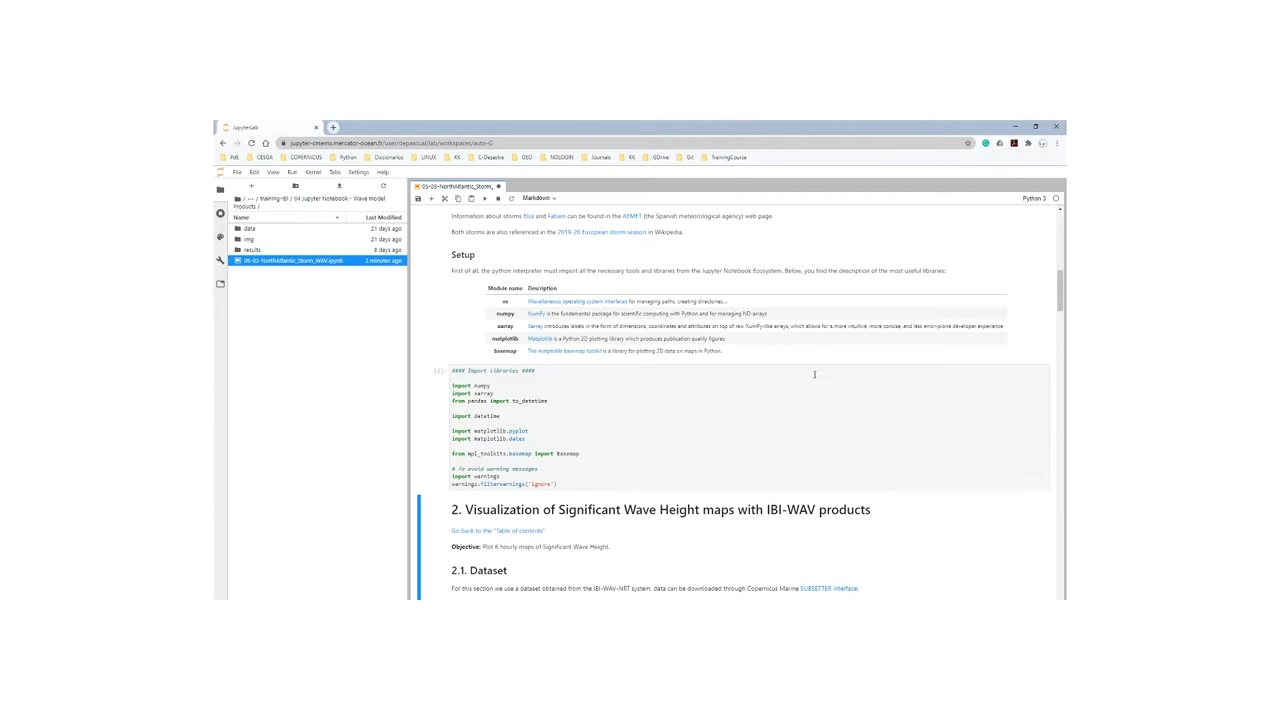 JupyterLab
jupyter-cmems.mercator-ocean.fr/user/depascual/lab/workspaces/auto-G
PdE CESGA COPERNICUS Python Diccionarios LINUX KK C-Desastre GEO NOLOGIN Journals KK GDrive Git TrainingCourse
File Edit View Run Kernel Tabs Settings Help
05-03-NorthAtlantic_Storm_
Markdown
Python 3
/ ··· / training-IBI / 04 Jupyter Notebook - Wave model
Products /
Name Last Modified
data 21 days ago
img 21 days ago
results 8 days ago
05-03-NorthAtlantic_Storm_WAV.ipynb 2 minutes ago
Information about storms Elsa and Fabien can be found in the AEMET (the Spanish meteorological agency) web page.
Both storms are also referenced in the 2019-20 European storm season in Wikipedia.
Setup
First of all, the python interpreter must import all the necessary tools and libraries from the Jupyter Notebook Ecosystem. Below, you find the description of the most useful libraries:
Module name Description
os Miscellaneous operating system interfaces for managing paths, creating directories,...
numpy NumPy is the fundamental package for scientific computing with Python and for managing ND-arrays
xarray Xarray introduces labels in the form of dimensions, coordinates and attributes on top of raw NumPy-like arrays, which allows for a more intuitive, more concise, and less error-prone developer experience.
matplotlib Matplotlib is a Python 2D plotting library which produces publication quality figures
basemap The matplotlib basemap toolkit is a library for plotting 2D data on maps in Python.
#### Import Libraries ####
import numpy
import xarray
from pandas import to_datetime
import datetime
import matplotlib.pyplot
import matplotlib.dates
from mpl_toolkits.basemap import Basemap
# To avoid warning messages
import warnings
warnings.filterwarnings('ignore')
2. Visualization of Significant Wave Height maps with IBI-WAV products
Go back to the "Table of contents"
Objective: Plot 6 hourly maps of Significant Wave Height.
2.1. Dataset
For this section we use a dataset obtained from the IBI-WAV-NRT system, data can be downloaded through Copernicus Marine SUBSETTER interface: